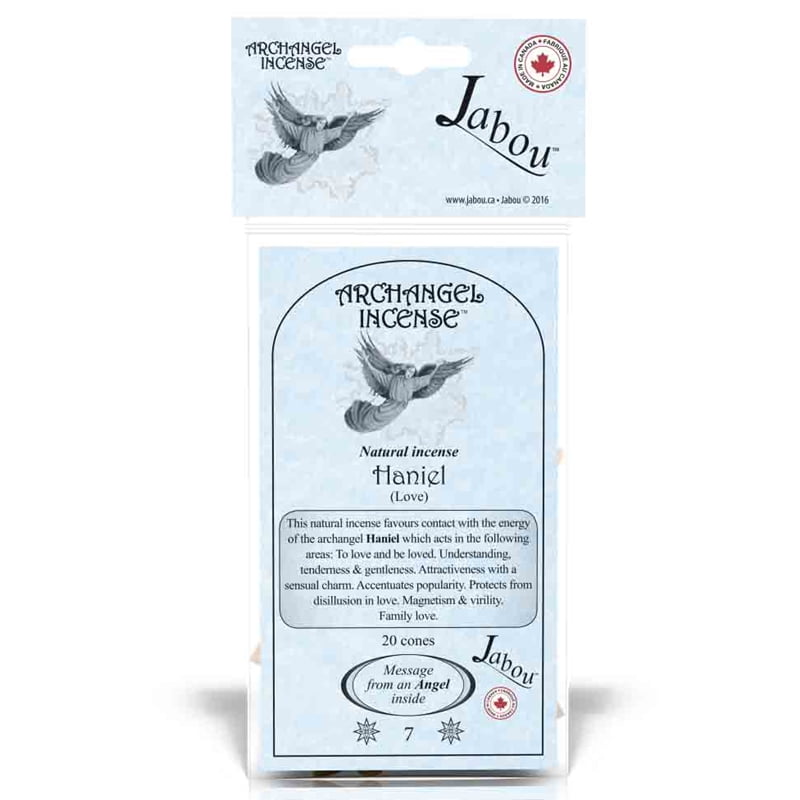 ARCHANGEL
INCENSE™
MADE IN CANADA • FABRIQUE AU CANADA •
Jabou™
www.jabou.ca • Jabou © 2016
ARCHANGEL
INCENSE™
Natural incense
Haniel
(Love)
This natural incense favours contact with the energy
of the archangel Haniel which acts in the following
areas: To love and be loved. Understanding,
tenderness & gentleness. Attractiveness with a
sensual charm. Accentuates popularity. Protects from
disillusion in love. Magnetism & virility.
Family love.
20 cones
Message
from an Angel
inside
Jabou™
7